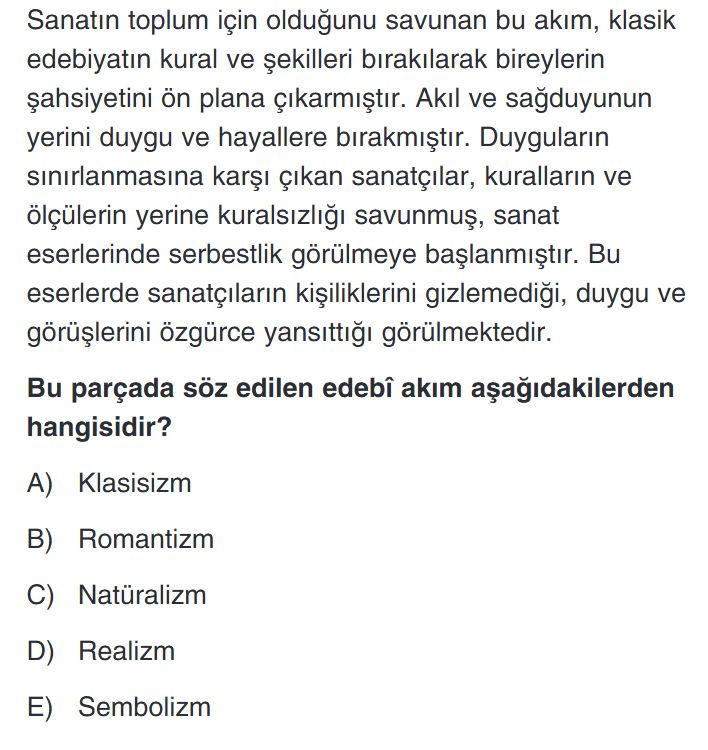 Sanatın toplum için olduğunu savunan bu akım, klasik
edebiyatın kural ve şekilleri bırakılarak bireylerin
şahsiyetini ön plana çıkarmıştır. Akıl ve sağduyunun
yerini duygu ve hayallere bırakmıştır. Duyguların
sınırlanmasına karşı çıkan sanatçılar, kuralların ve
ölçülerin yerine kuralsızlığı savunmuş, sanat
eserlerinde serbestlik görülmeye başlanmıştır. Bu
eserlerde sanatçıların kişiliklerini gizlemediği, duygu ve
görüşlerini özgürce yansıttığı görülmektedir.
Bu parçada söz edilen edebî akım aşağıdakilerden
hangisidir?
A) Klasisizm
B) Romantizm
C) Natüralizm
D) Realizm
E) Sembolizm